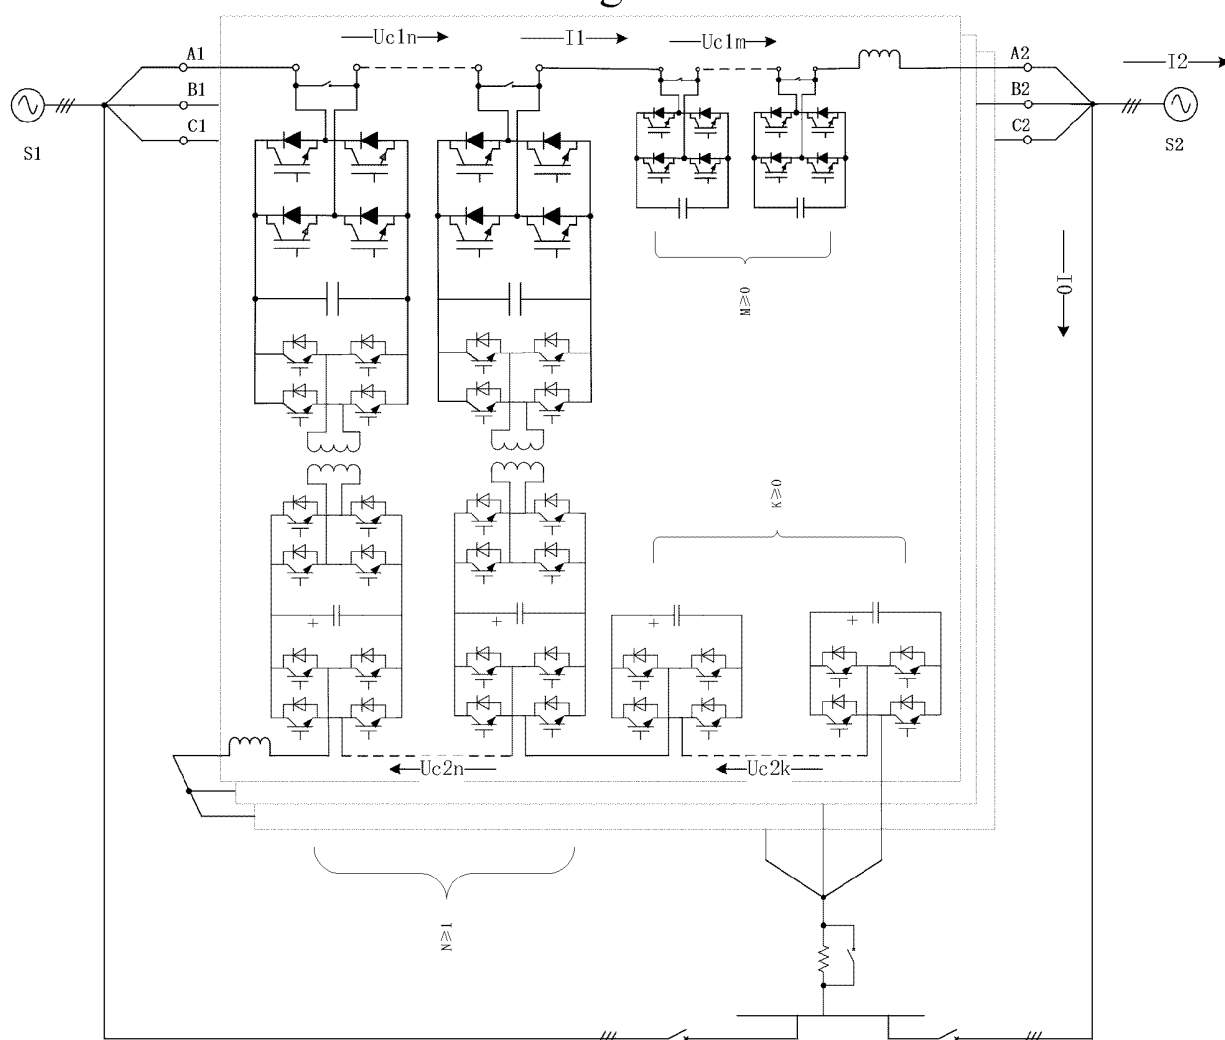 Uc1n
I1
Uc1m
A1
A2
I2
B1
B2
C1
C2
S1
S2
M≥0
I0
K≥0
+
+
+
+
Uc2n
Uc2k
N≥1